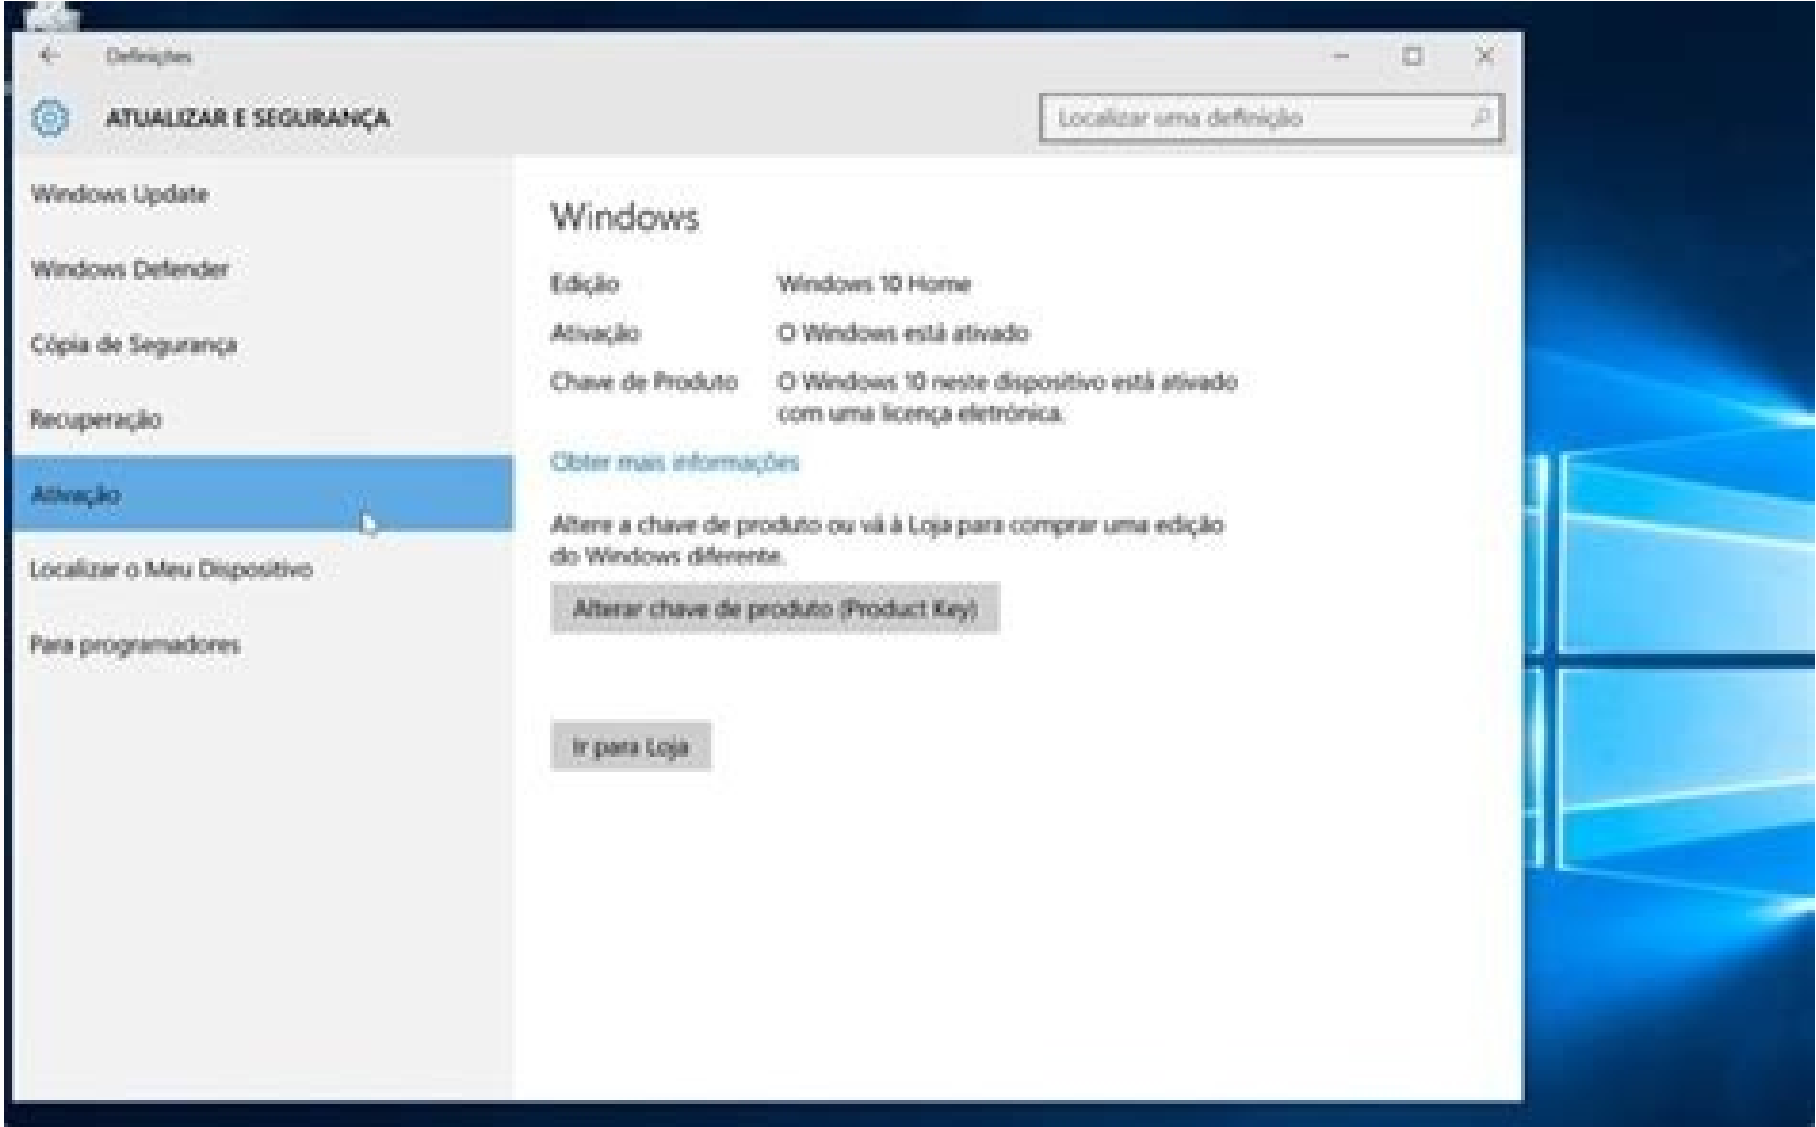 Definições
ATUALIZAR E SEGURANÇA
Localizar uma definição
Windows Update
Windows Defender
Cópia de Segurança
Recuperação
Ativação
Localizar o Meu Dispositivo
Para programadores
Windows
Edição Windows 10 Home
Ativação O Windows está ativado
Chave de Produto O Windows 10 neste dispositivo está ativado
com uma licença eletrónica.
Obter mais informações
Altere a chave de produto ou vá à Loja para comprar uma edição
do Windows diferente.
Alterar chave de produto (Product Key)
Ir para Loja